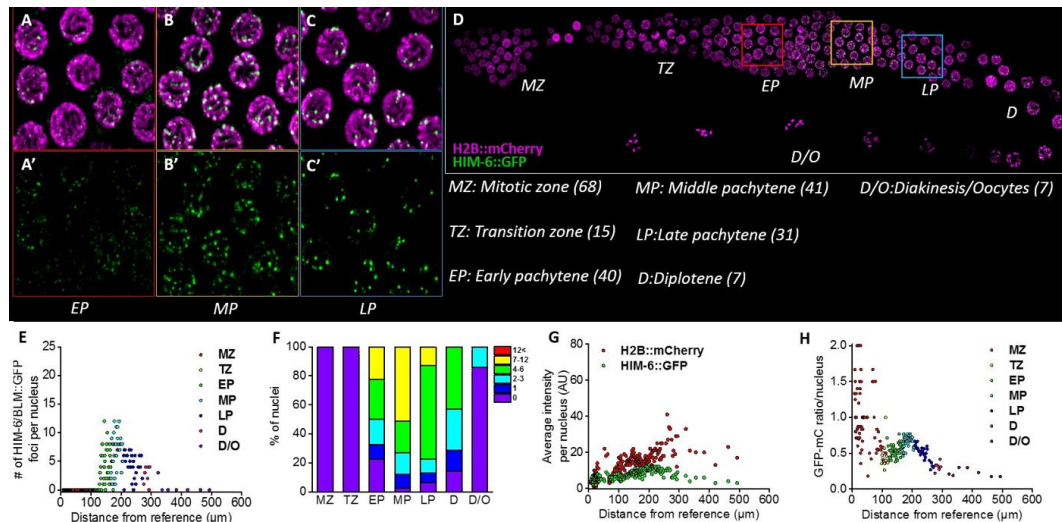 A
B
C
D
MZ
TZ
EP
MP
LP
D
D/O
H2B::mCherry
HIM-6::GFP
A'
B'
C'
EP
MP
LP
MZ: Mitotic zone (68)
MP: Middle pachytene (41)
D/O:Diakinesis/Oocytes (7)
TZ: Transition zone (15)
LP:Late pachytene (31)
EP: Early pachytene (40)
D:Diplotene (7)
E
# of HIM-6/BLM::GFP
foci per nucleus
25
20
15
10
5
0
0 100 200 300 400 500 600
Distance from reference (µm)
MZ
TZ
EP
MP
LP
D
D/O
F
% of nuclei
100
80
60
40
20
0
MZ TZ EP MP LP D D/O
12<
7-12
4-6
2-3
1
0
G
H2B::mCherry
HIM-6::GFP
Average intensity
per nucleus (AU)
80
60
40
20
0
0 100 200 300 400 500 600
Distance from reference (µm)
H
GFP-mC ratio/nucleus
2.0
1.5
1.0
0.5
0.0
0 100 200 300 400 500 600
Distance from reference (µm)
MZ
TZ
EP
MP
LP
D
D/O